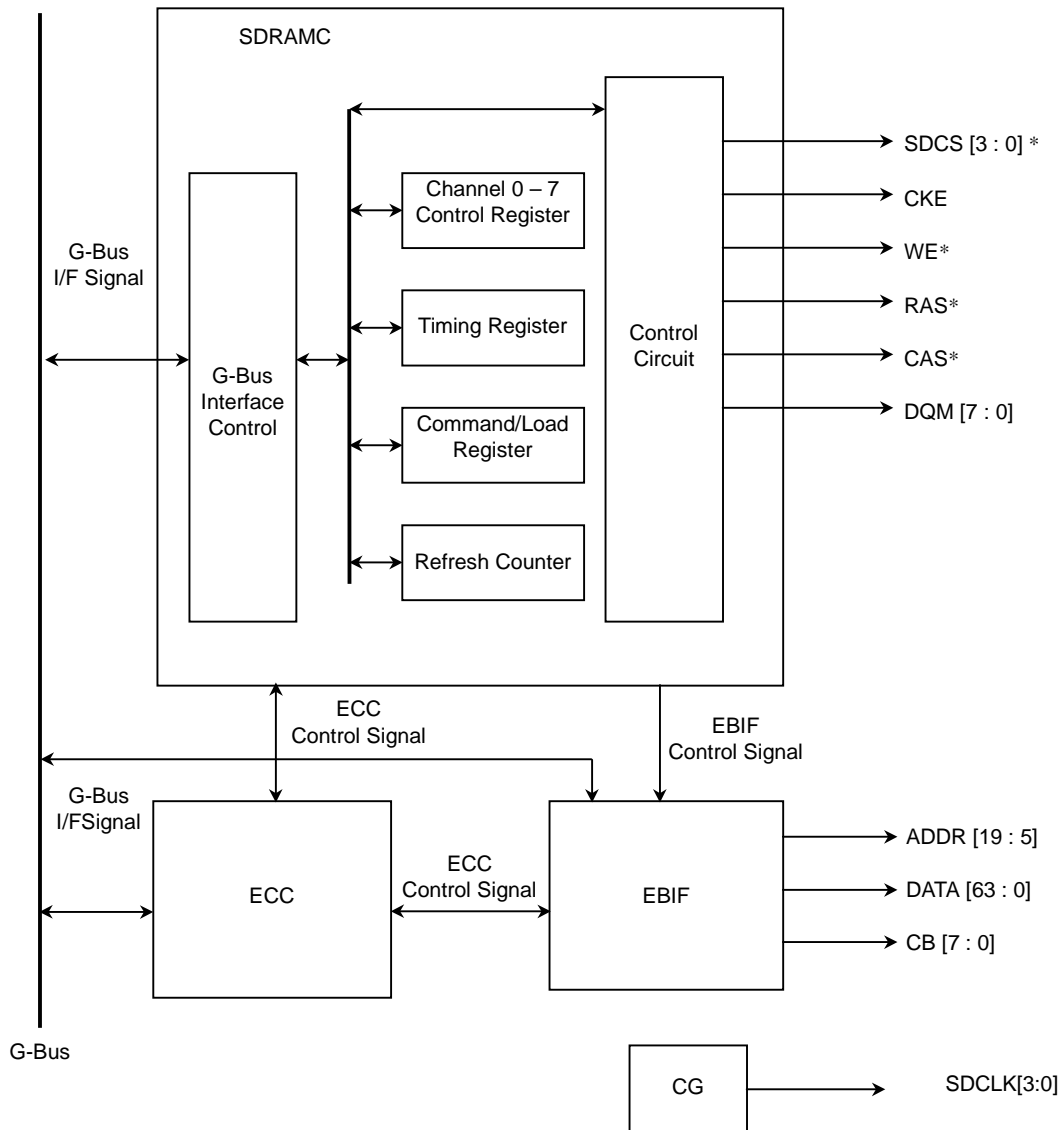 SDRAMC
SDCS [3 : 0] *
Channel 0 – 7
Control Register
CKE
G-Bus
I/F Signal
WE*
RAS*
Timing Register
Control
Circuit
CAS*
G-Bus
Interface
Control
DQM [7 : 0]
Command/Load
Register
Refresh Counter
ECC
Control Signal
EBIF
Control Signal
G-Bus
I/FSignal
ADDR [19 : 5]
ECC
ECC
Control Signal
EBIF
DATA [63 : 0]
CB [7 : 0]
G-Bus
CG
SDCLK[3:0]